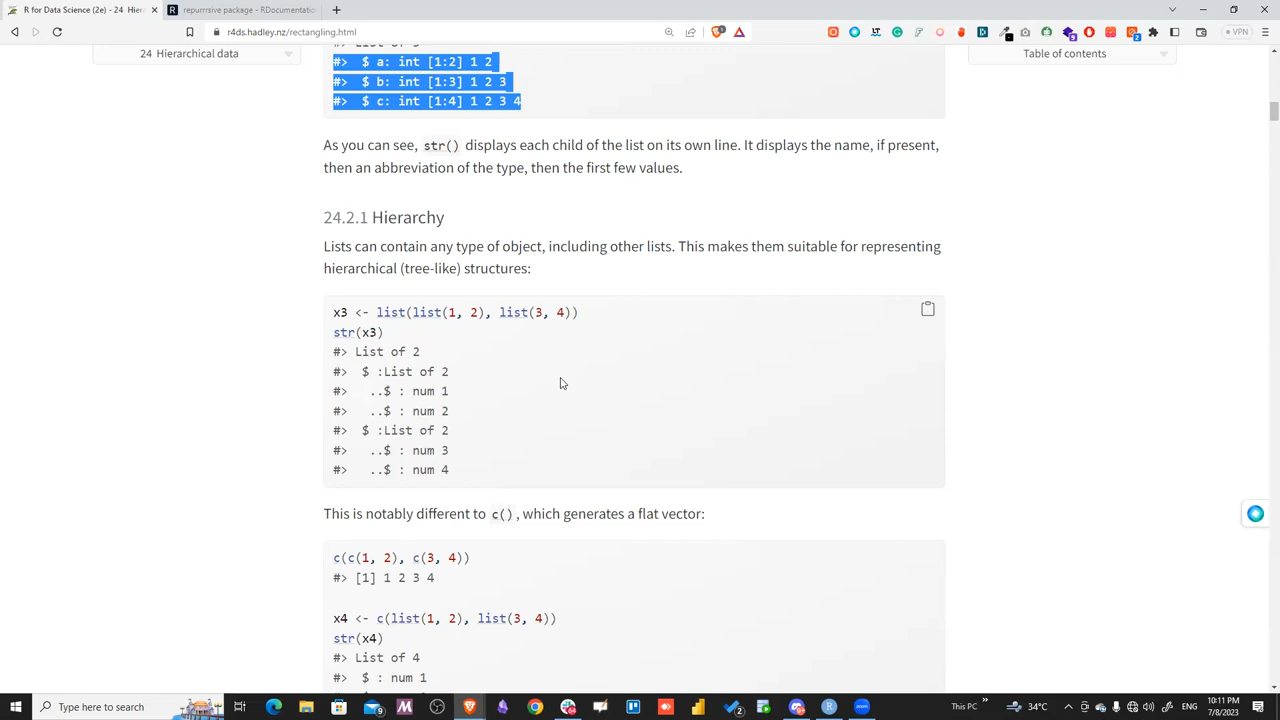 R for Data Science (2e) - 24 Hier
repurrrsive package - RDocumentation
r4ds.hadley.nz/rectangling.html
VPN
24 Hierarchical data
Table of contents
#>  $ a: int [1:2] 1 2
#>  $ b: int [1:3] 1 2 3
#>  $ c: int [1:4] 1 2 3 4
As you can see, str() displays each child of the list on its own line. It displays the name, if present,
then an abbreviation of the type, then the first few values.
24.2.1 Hierarchy
Lists can contain any type of object, including other lists. This makes them suitable for representing
hierarchical (tree-like) structures:
x3 <- list(list(1, 2), list(3, 4))
str(x3)
#> List of 2
#>  $ :List of 2
#>   ..$ : num 1
#>   ..$ : num 2
#>  $ :List of 2
#>   ..$ : num 3
#>   ..$ : num 4
This is notably different to c(), which generates a flat vector:
c(c(1, 2), c(3, 4))
#> [1] 1 2 3 4
x4 <- c(list(1, 2), list(3, 4))
str(x4)
#> List of 4
#>  $ : num 1
Type here to search
This PC
34°C
10:11 PM
7/8/2023